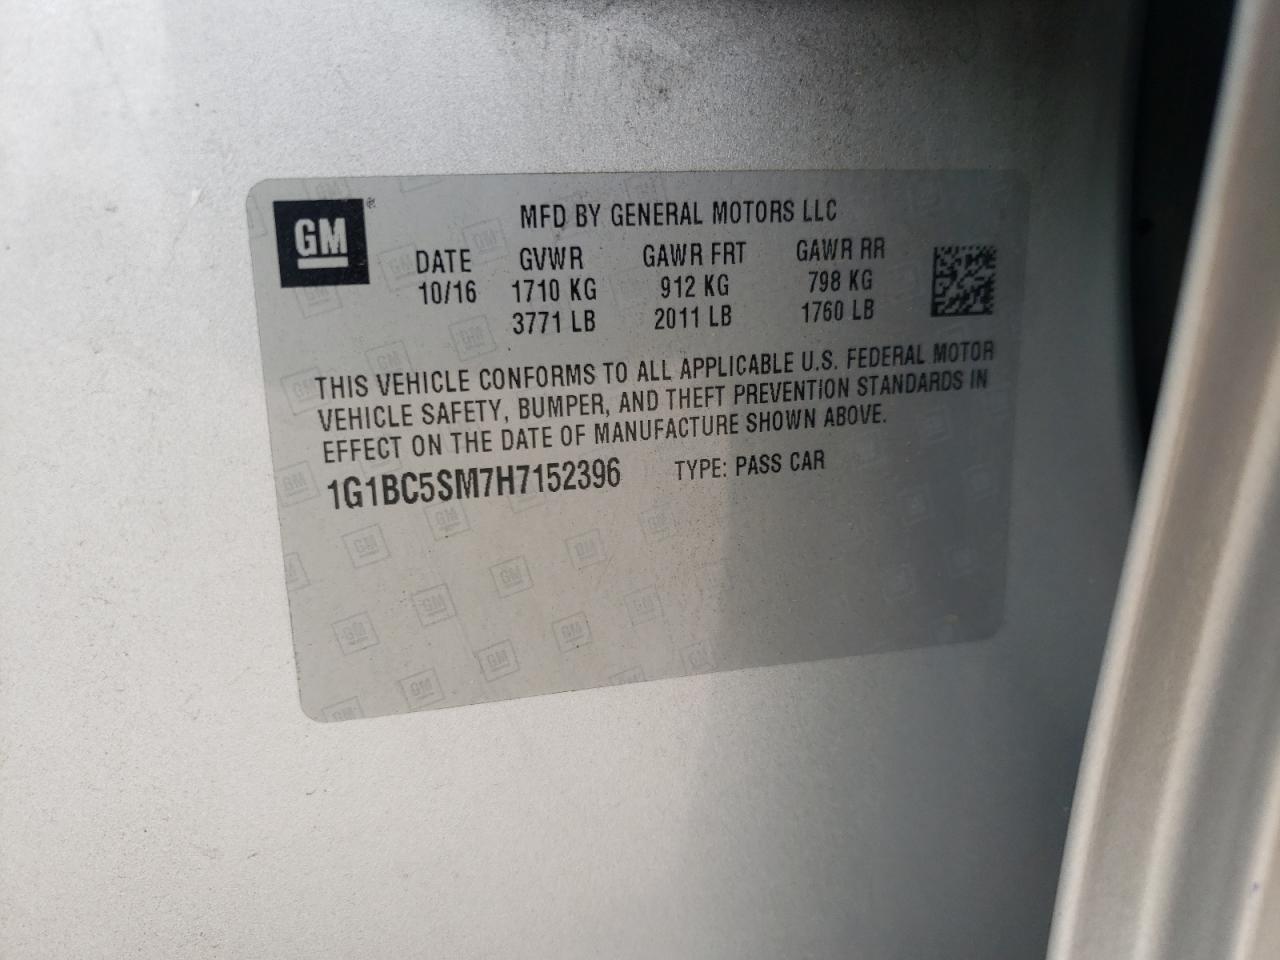 GM
MFD BY GENERAL MOTORS LLC
DATE GVWR GAWR FRT GAWR RR
10/16 1710 KG 912 KG 798 KG
3771 LB 2011 LB 1760 LB
THIS VEHICLE CONFORMS TO ALL APPLICABLE U.S. FEDERAL MOTOR
VEHICLE SAFETY, BUMPER, AND THEFT PREVENTION STANDARDS IN
EFFECT ON THE DATE OF MANUFACTURE SHOWN ABOVE.
1G1BC5SM7H7152396 TYPE: PASS CAR